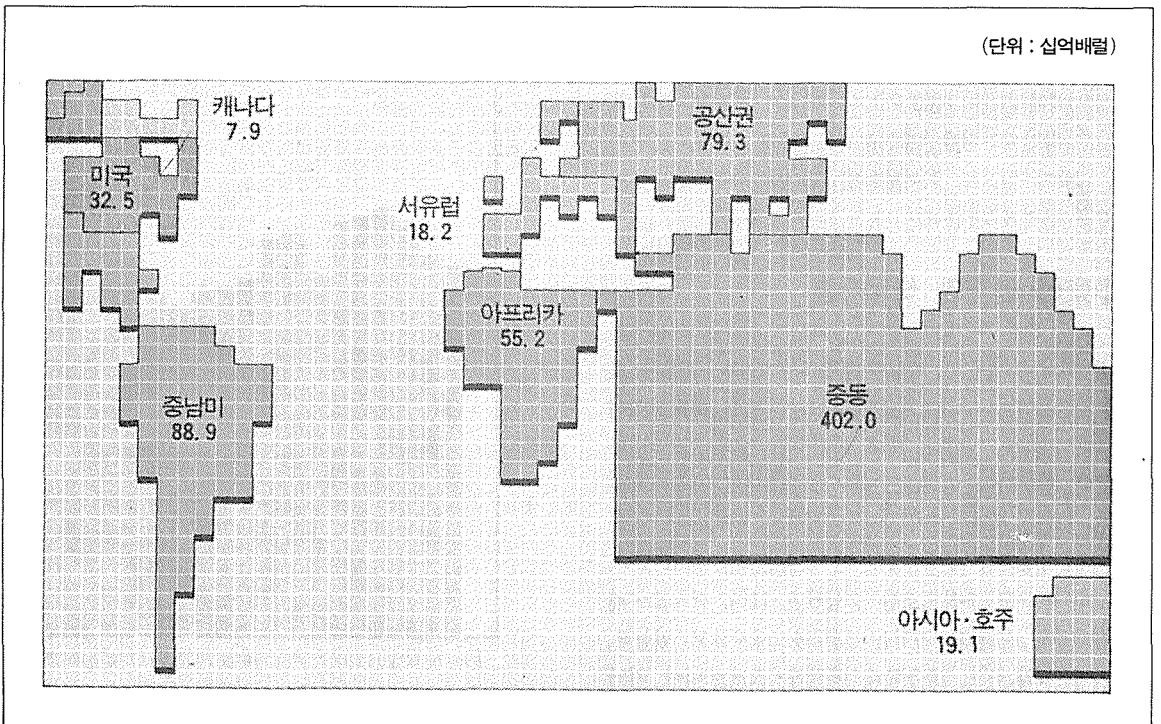 (단위 : 십억배럴)
캐나다
7.9
공산권
79.3
미국
32.5
서유럽
18.2
아프리카
55.2
중남미
88.9
중동
402.0
아시아·호주
19.1